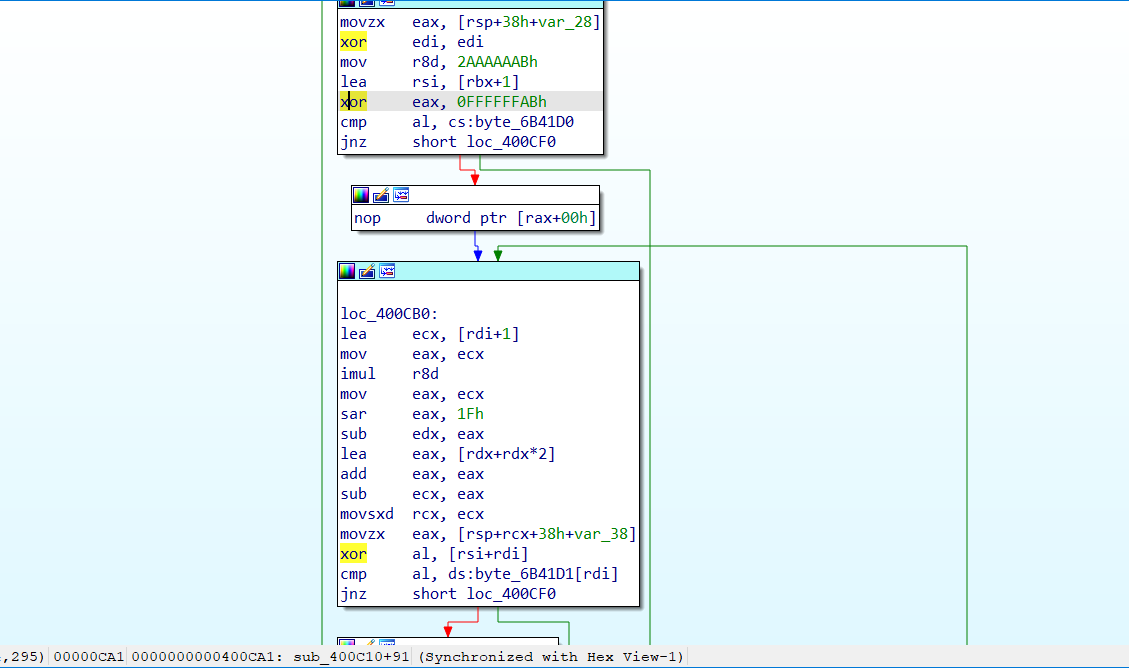 movzx eax, [rsp+38h+var_28]
xor edi, edi
mov r8d, 2AAAAAABh
lea rsi, [rbx+1]
xor eax, 0FFFFFFABh
cmp al, cs:byte_6B41D0
jnz short loc_400CF0
nop dword ptr [rax+00h]
loc_400CB0:
lea ecx, [rdi+1]
mov eax, ecx
imul r8d
mov eax, ecx
sar eax, 1Fh
sub edx, eax
lea eax, [rdx+rdx*2]
add eax, eax
sub ecx, eax
movsxd rcx, ecx
movzx eax, [rsp+rcx+38h+var_38]
xor al, [rsi+rdi]
cmp al, ds:byte_6B41D1[rdi]
jnz short loc_400CF0
,295) 00000CA1 0000000000400CA1: sub_400C10+91 (Synchronized with Hex View-1)